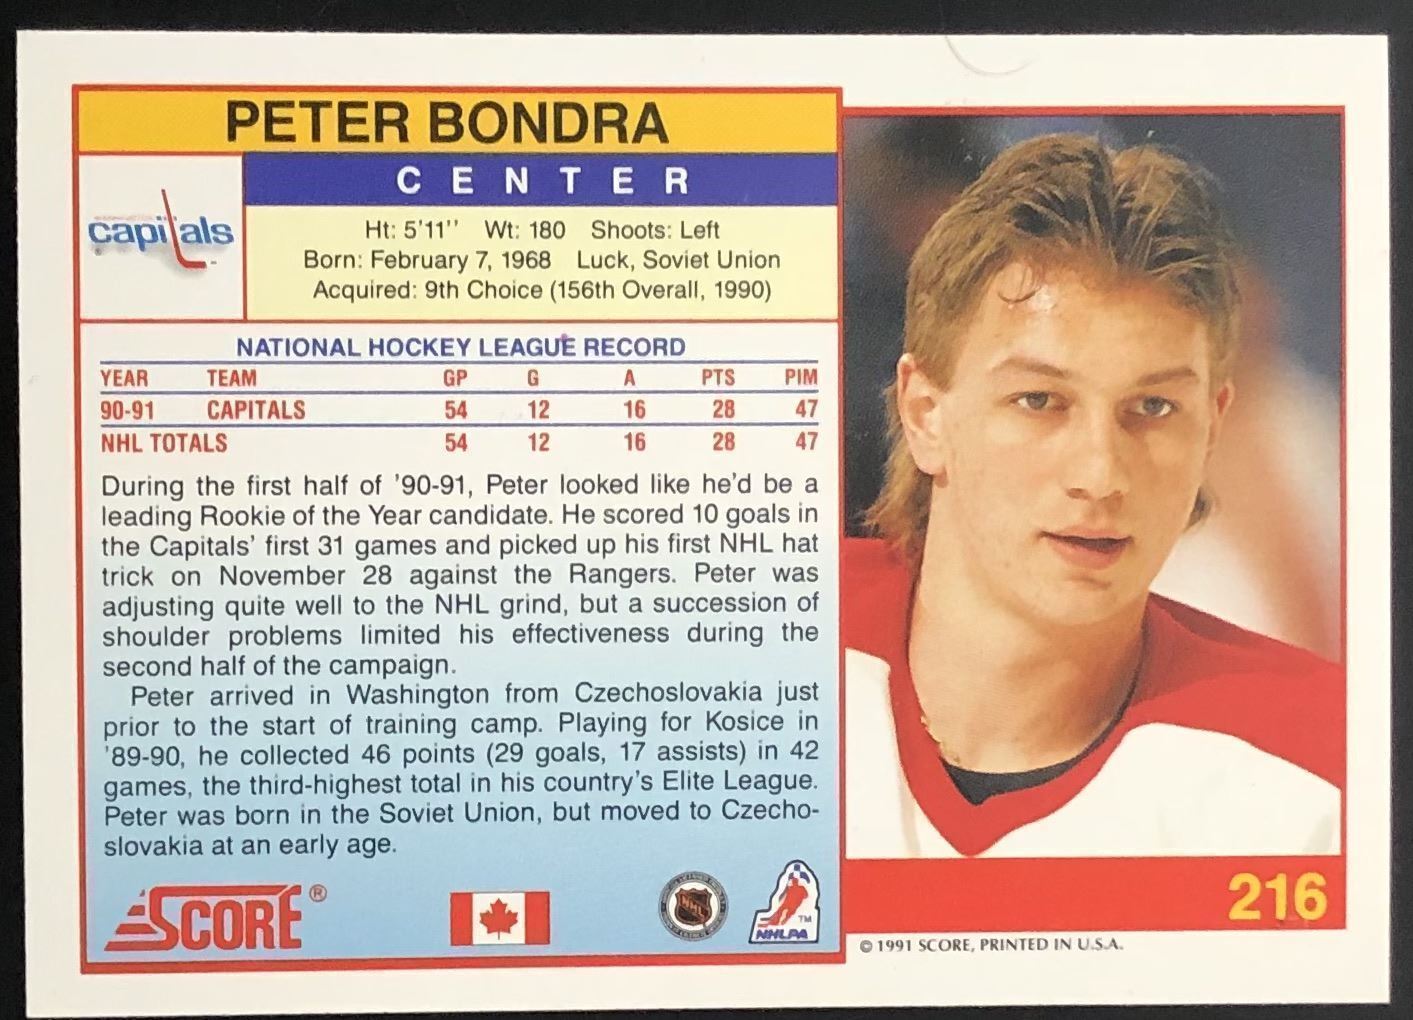 PETER BONDRA
CENTER
WASHINGTON
capitals
Ht: 5'11'' Wt: 180 Shoots: Left
Born: February 7, 1968 Luck, Soviet Union
Acquired: 9th Choice (156th Overall, 1990)
NATIONAL HOCKEY LEAGUE RECORD
YEAR TEAM GP G A PTS PIM
90-91 CAPITALS 54 12 16 28 47
NHL TOTALS 54 12 16 28 47
During the first half of '90-91, Peter looked like he'd be a
leading Rookie of the Year candidate. He scored 10 goals in
the Capitals' first 31 games and picked up his first NHL hat
trick on November 28 against the Rangers. Peter was
adjusting quite well to the NHL grind, but a succession of
shoulder problems limited his effectiveness during the
second half of the campaign.
Peter arrived in Washington from Czechoslovakia just
prior to the start of training camp. Playing for Kosice in
'89-90, he collected 46 points (29 goals, 17 assists) in 42
games, the third-highest total in his country's Elite League.
Peter was born in the Soviet Union, but moved to Czecho-
slovakia at an early age.
SCORE®
NHL
TM
NHLPA
216
© 1991 SCORE, PRINTED IN U.S.A.